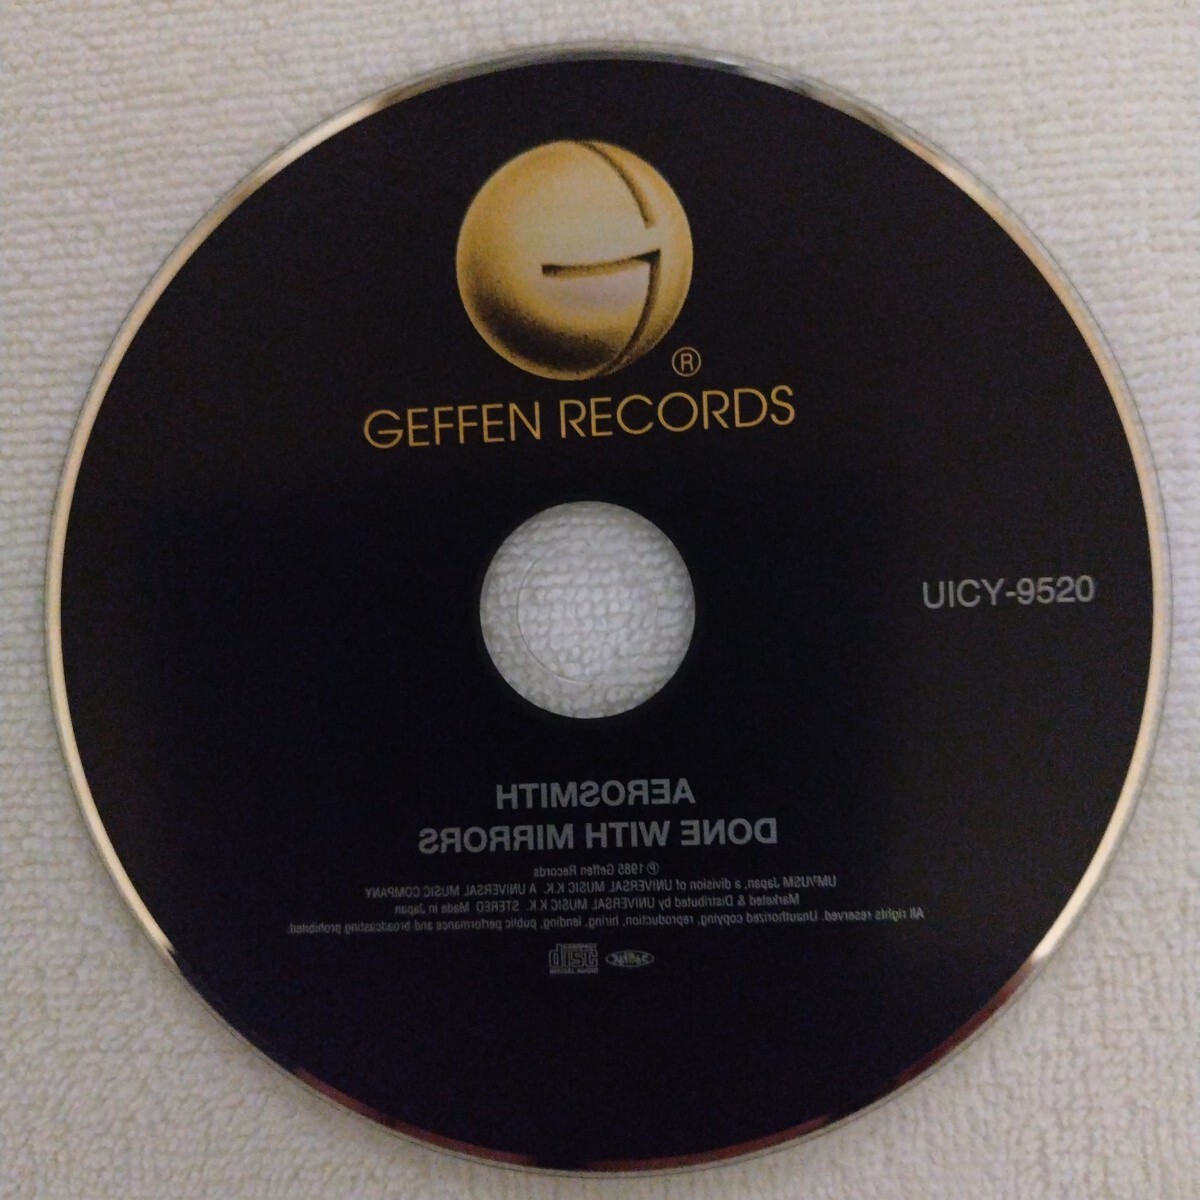 ®
GEFFEN RECORDS
UICY-9520
AEROSMITH
DONE WITH MIRRORS
℗ 1985 Geffen Records
UM³/USM Japan, a division of UNIVERSAL MUSIC K.K. A UNIVERSAL MUSIC COMPANY
Marketed & Distributed by UNIVERSAL MUSIC K.K. STEREO Made in Japan
All rights reserved. Unauthorized copying, reproduction, hiring, lending, public performance and broadcasting prohibited.
disc